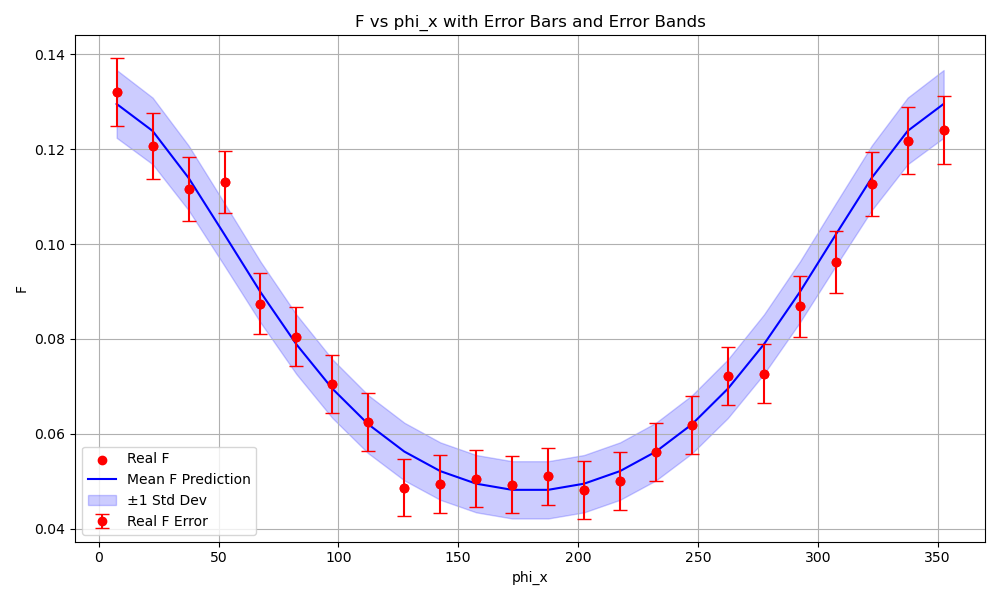 F vs phi_x with Error Bars and Error Bands
0.14
0.12
0.10
0.08
0.06
0.04
F
Real F
Mean F Prediction
±1 Std Dev
Real F Error
0 50 100 150 200 250 300 350
phi_x